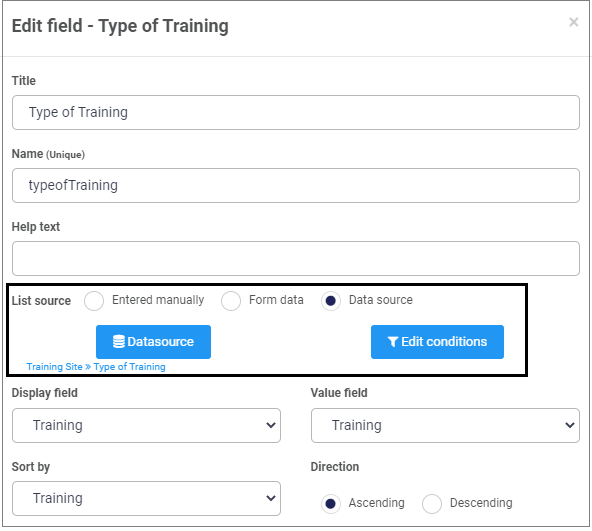 Edit field - Type of Training
×
Title
Type of Training
Name (Unique)
typeofTraining
Help text
List source Entered manually Form data Data source
Datasource Edit conditions
Training Site » Type of Training
Display field Value field
Training Training
Sort by Direction
Training Ascending Descending